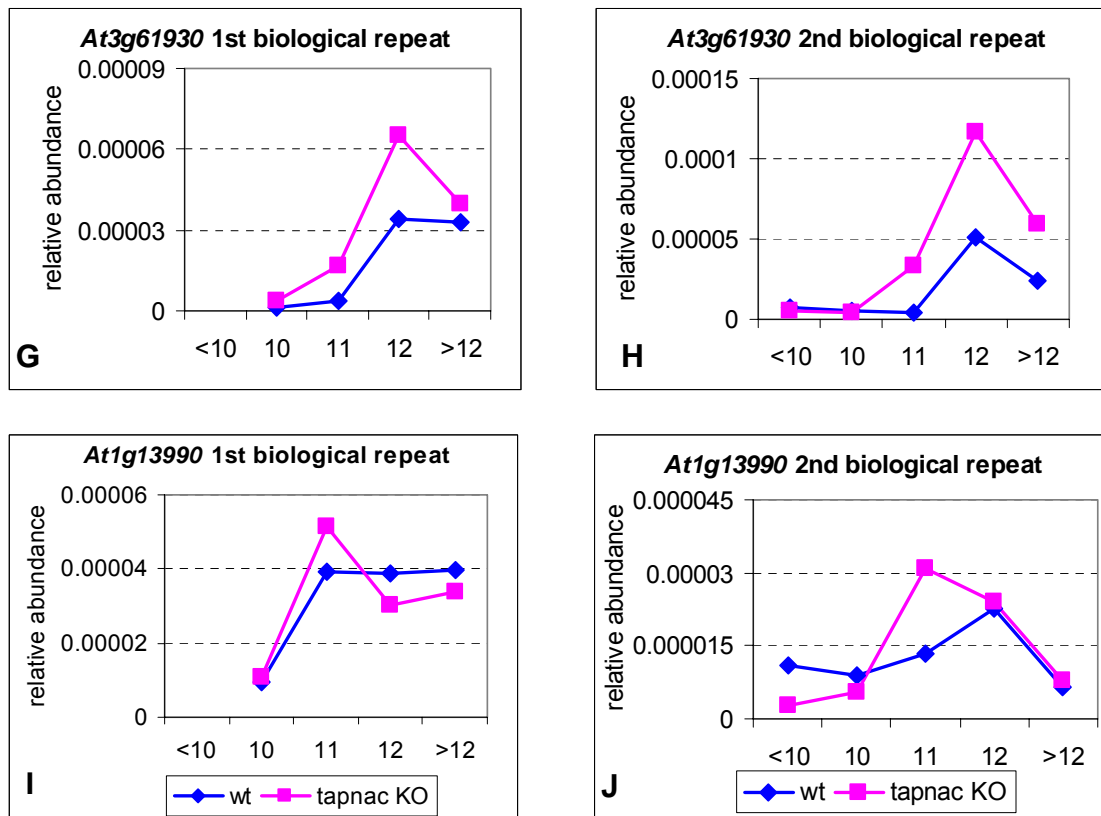 At3g61930 1st biological repeat
0.00009
0.00006
0.00003
0
relative abundance
<10 10 11 12 >12
G
At3g61930 2nd biological repeat
0.00015
0.0001
0.00005
0
relative abundance
<10 10 11 12 >12
H
At1g13990 1st biological repeat
0.00006
0.00004
0.00002
0
relative abundance
<10 10 11 12 >12
I
wt tapnac KO
At1g13990 2nd biological repeat
0.000045
0.00003
0.000015
0
relative abundance
<10 10 11 12 >12
J
wt tapnac KO